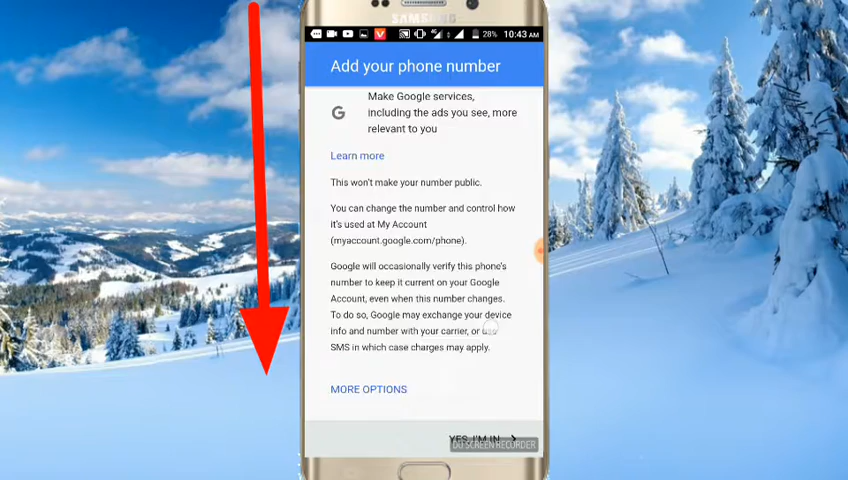 SAMSUNG
28% 10:43 AM
Add your phone number
Make Google services,
including the ads you see, more
relevant to you
Learn more
This won't make your number public.
You can change the number and control how
it's used at My Account
(myaccount.google.com/phone).
Google will occasionally verify this phone's
number to keep it current on your Google
Account, even when this number changes.
To do so, Google may exchange your device
info and number with your carrier, or use
SMS in which case charges may apply.
MORE OPTIONS
YES, I'M IN
DU SCREEN RECORDER